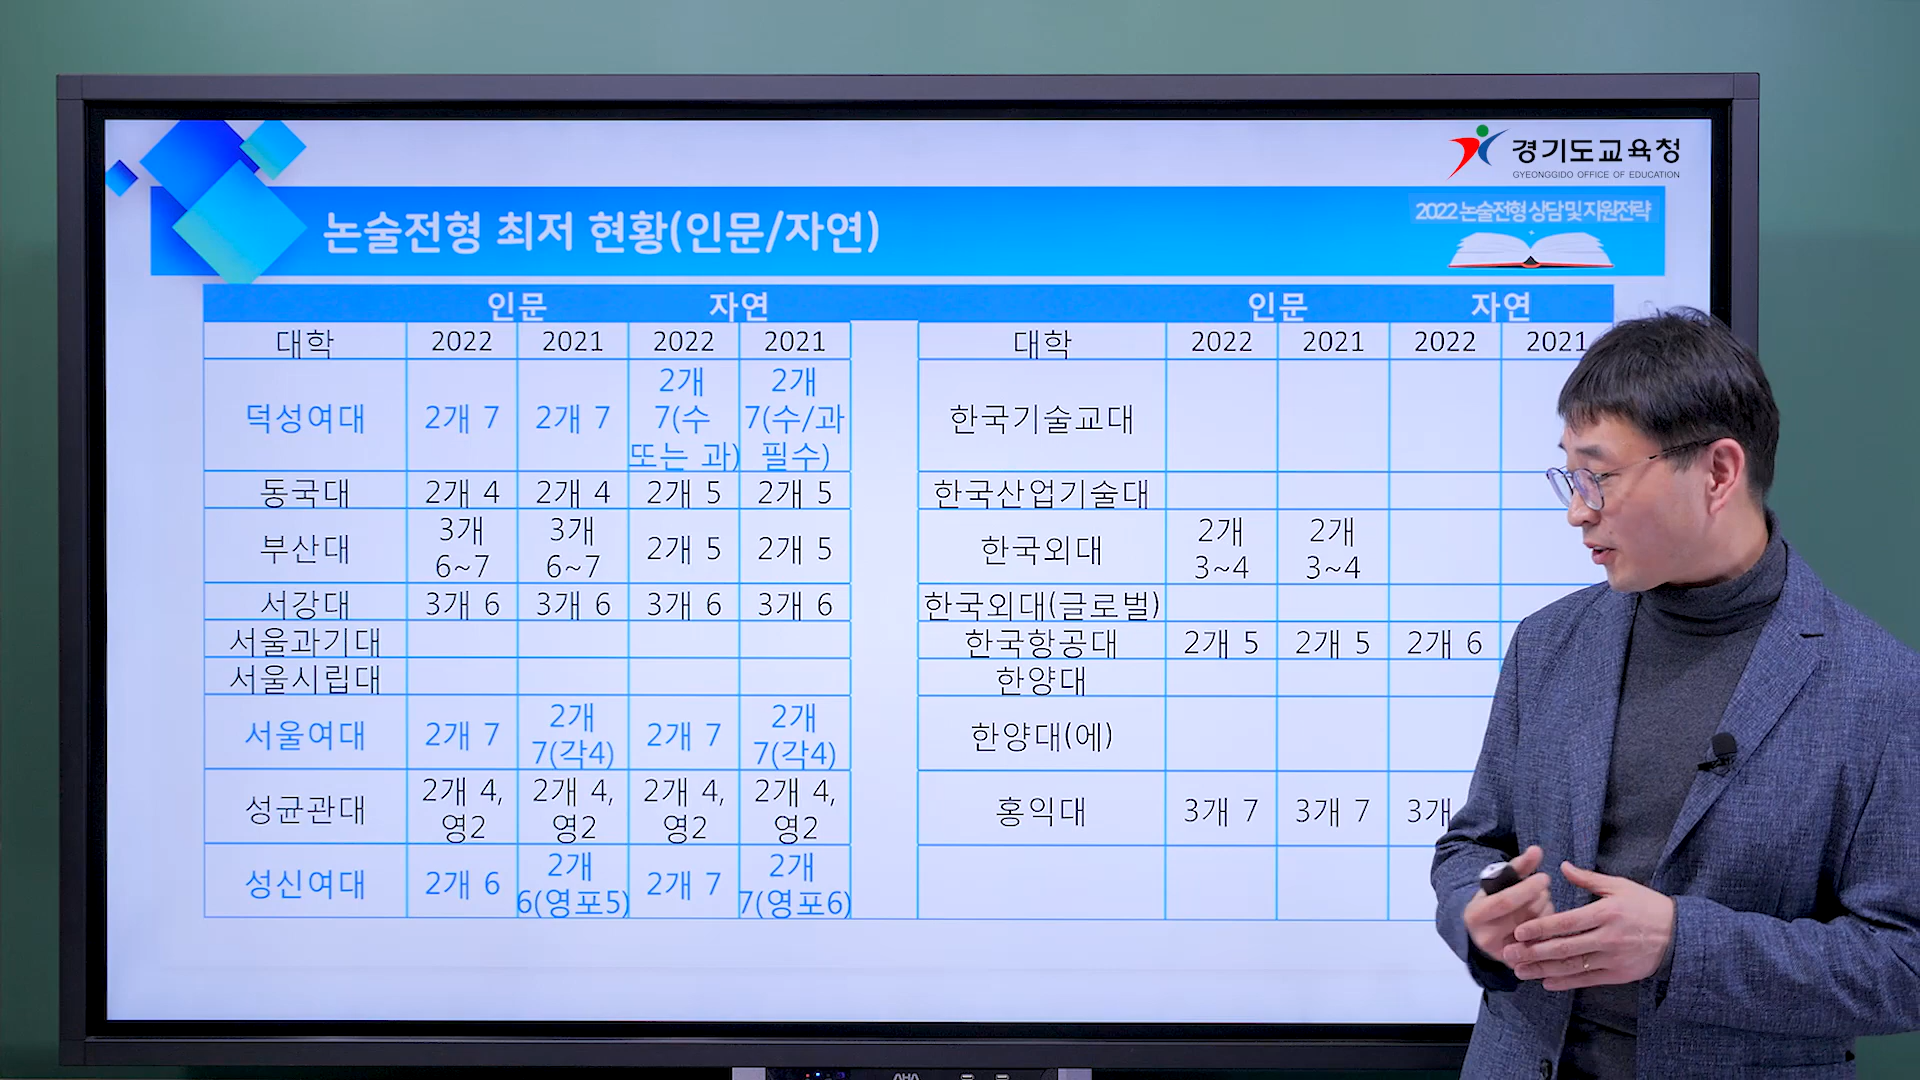 경기도교육청
GYEONGGIDO OFFICE OF EDUCATION
2022 논술전형 상담 및 지원전략
논술전형 최저 현황(인문/자연)
인문 자연 인문 자연
대학 2022 2021 2022 2021 대학 2022 2021 2022 2021
덕성여대 2개 7 2개 7 2개 7(수 또는 과) 2개 7(수/과 필수) 한국기술교대
동국대 2개 4 2개 4 2개 5 2개 5 한국산업기술대
부산대 3개 6~7 3개 6~7 2개 5 2개 5 한국외대 2개 3~4 2개 3~4
서강대 3개 6 3개 6 3개 6 3개 6 한국외대(글로벌)
서울과기대 한국항공대 2개 5 2개 5 2개 6
서울시립대 한양대
서울여대 2개 7 2개 7(각4) 2개 7 2개 7(각4) 한양대(에)
성균관대 2개 4, 영2 2개 4, 영2 2개 4, 영2 2개 4, 영2 홍익대 3개 7 3개 7 3개
성신여대 2개 6 2개 6(영포5) 2개 7 2개 7(영포6)
AHA